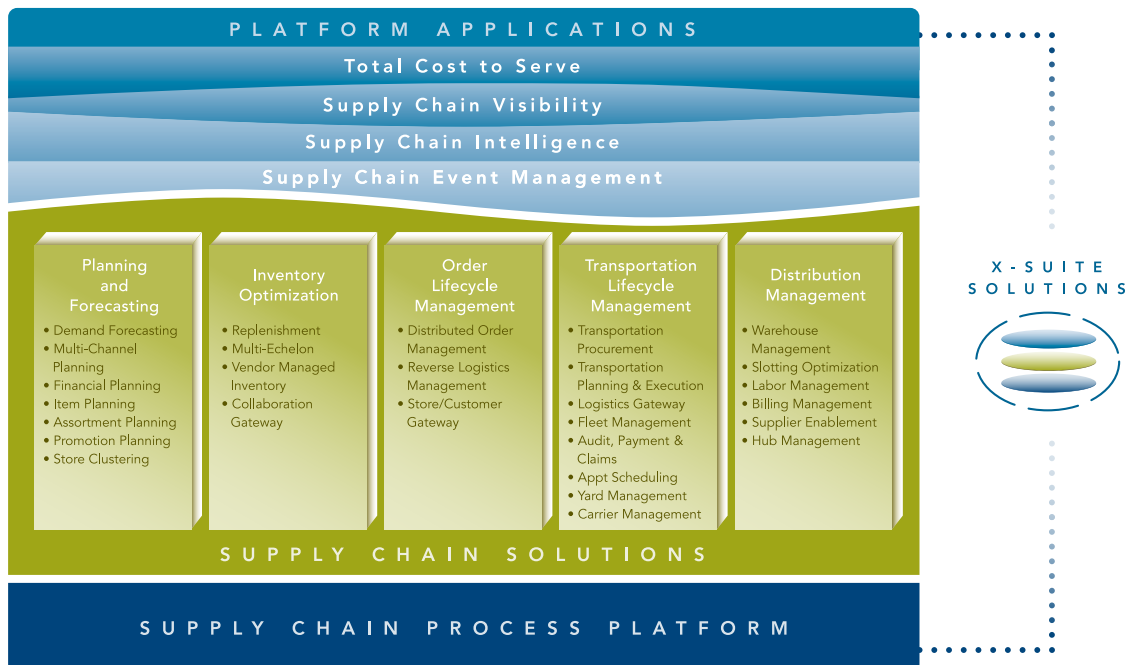 PLATFORM APPLICATIONS
Total Cost to Serve
Supply Chain Visibility
Supply Chain Intelligence
Supply Chain Event Management
Planning
and
Forecasting
• Demand Forecasting
• Multi-Channel
Planning
• Financial Planning
• Item Planning
• Assortment Planning
• Promotion Planning
• Store Clustering
Inventory
Optimization
• Replenishment
• Multi-Echelon
• Vendor Managed
Inventory
• Collaboration
Gateway
Order
Lifecycle
Management
• Distributed Order
Management
• Reverse Logistics
Management
• Store/Customer
Gateway
Transportation
Lifecycle
Management
• Transportation
Procurement
• Transportation
Planning & Execution
• Logistics Gateway
• Fleet Management
• Audit, Payment &
Claims
• Appt Scheduling
• Yard Management
• Carrier Management
Distribution
Management
• Warehouse
Management
• Slotting Optimization
• Labor Management
• Billing Management
• Supplier Enablement
• Hub Management
SUPPLY CHAIN SOLUTIONS
SUPPLY CHAIN PROCESS PLATFORM
X-SUITE
SOLUTIONS